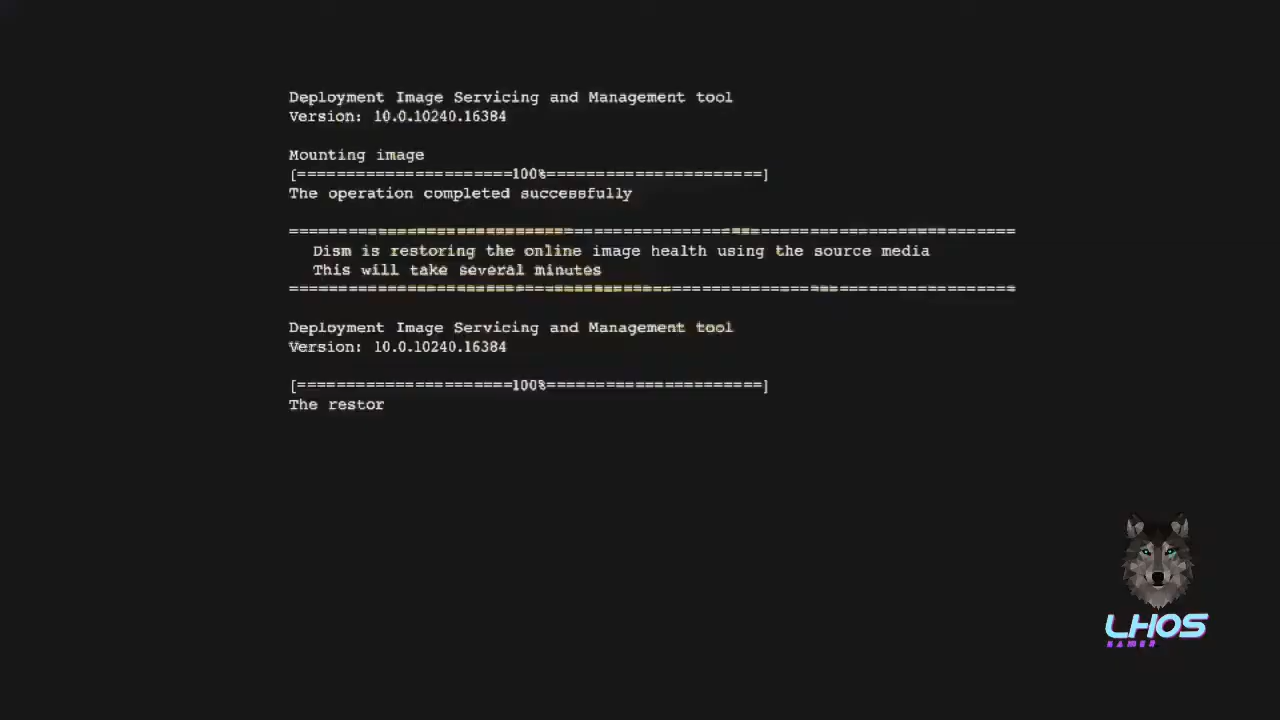 Deployment Image Servicing and Management tool
Version: 10.0.10240.16384
Mounting image
[======================100%======================]
The operation completed successfully
===========================================================================
Dism is restoring the online image health using the source media
This will take several minutes
===========================================================================
Deployment Image Servicing and Management tool
Version: 10.0.10240.16384
[======================100%======================]
The restor
LHOS
GAMER